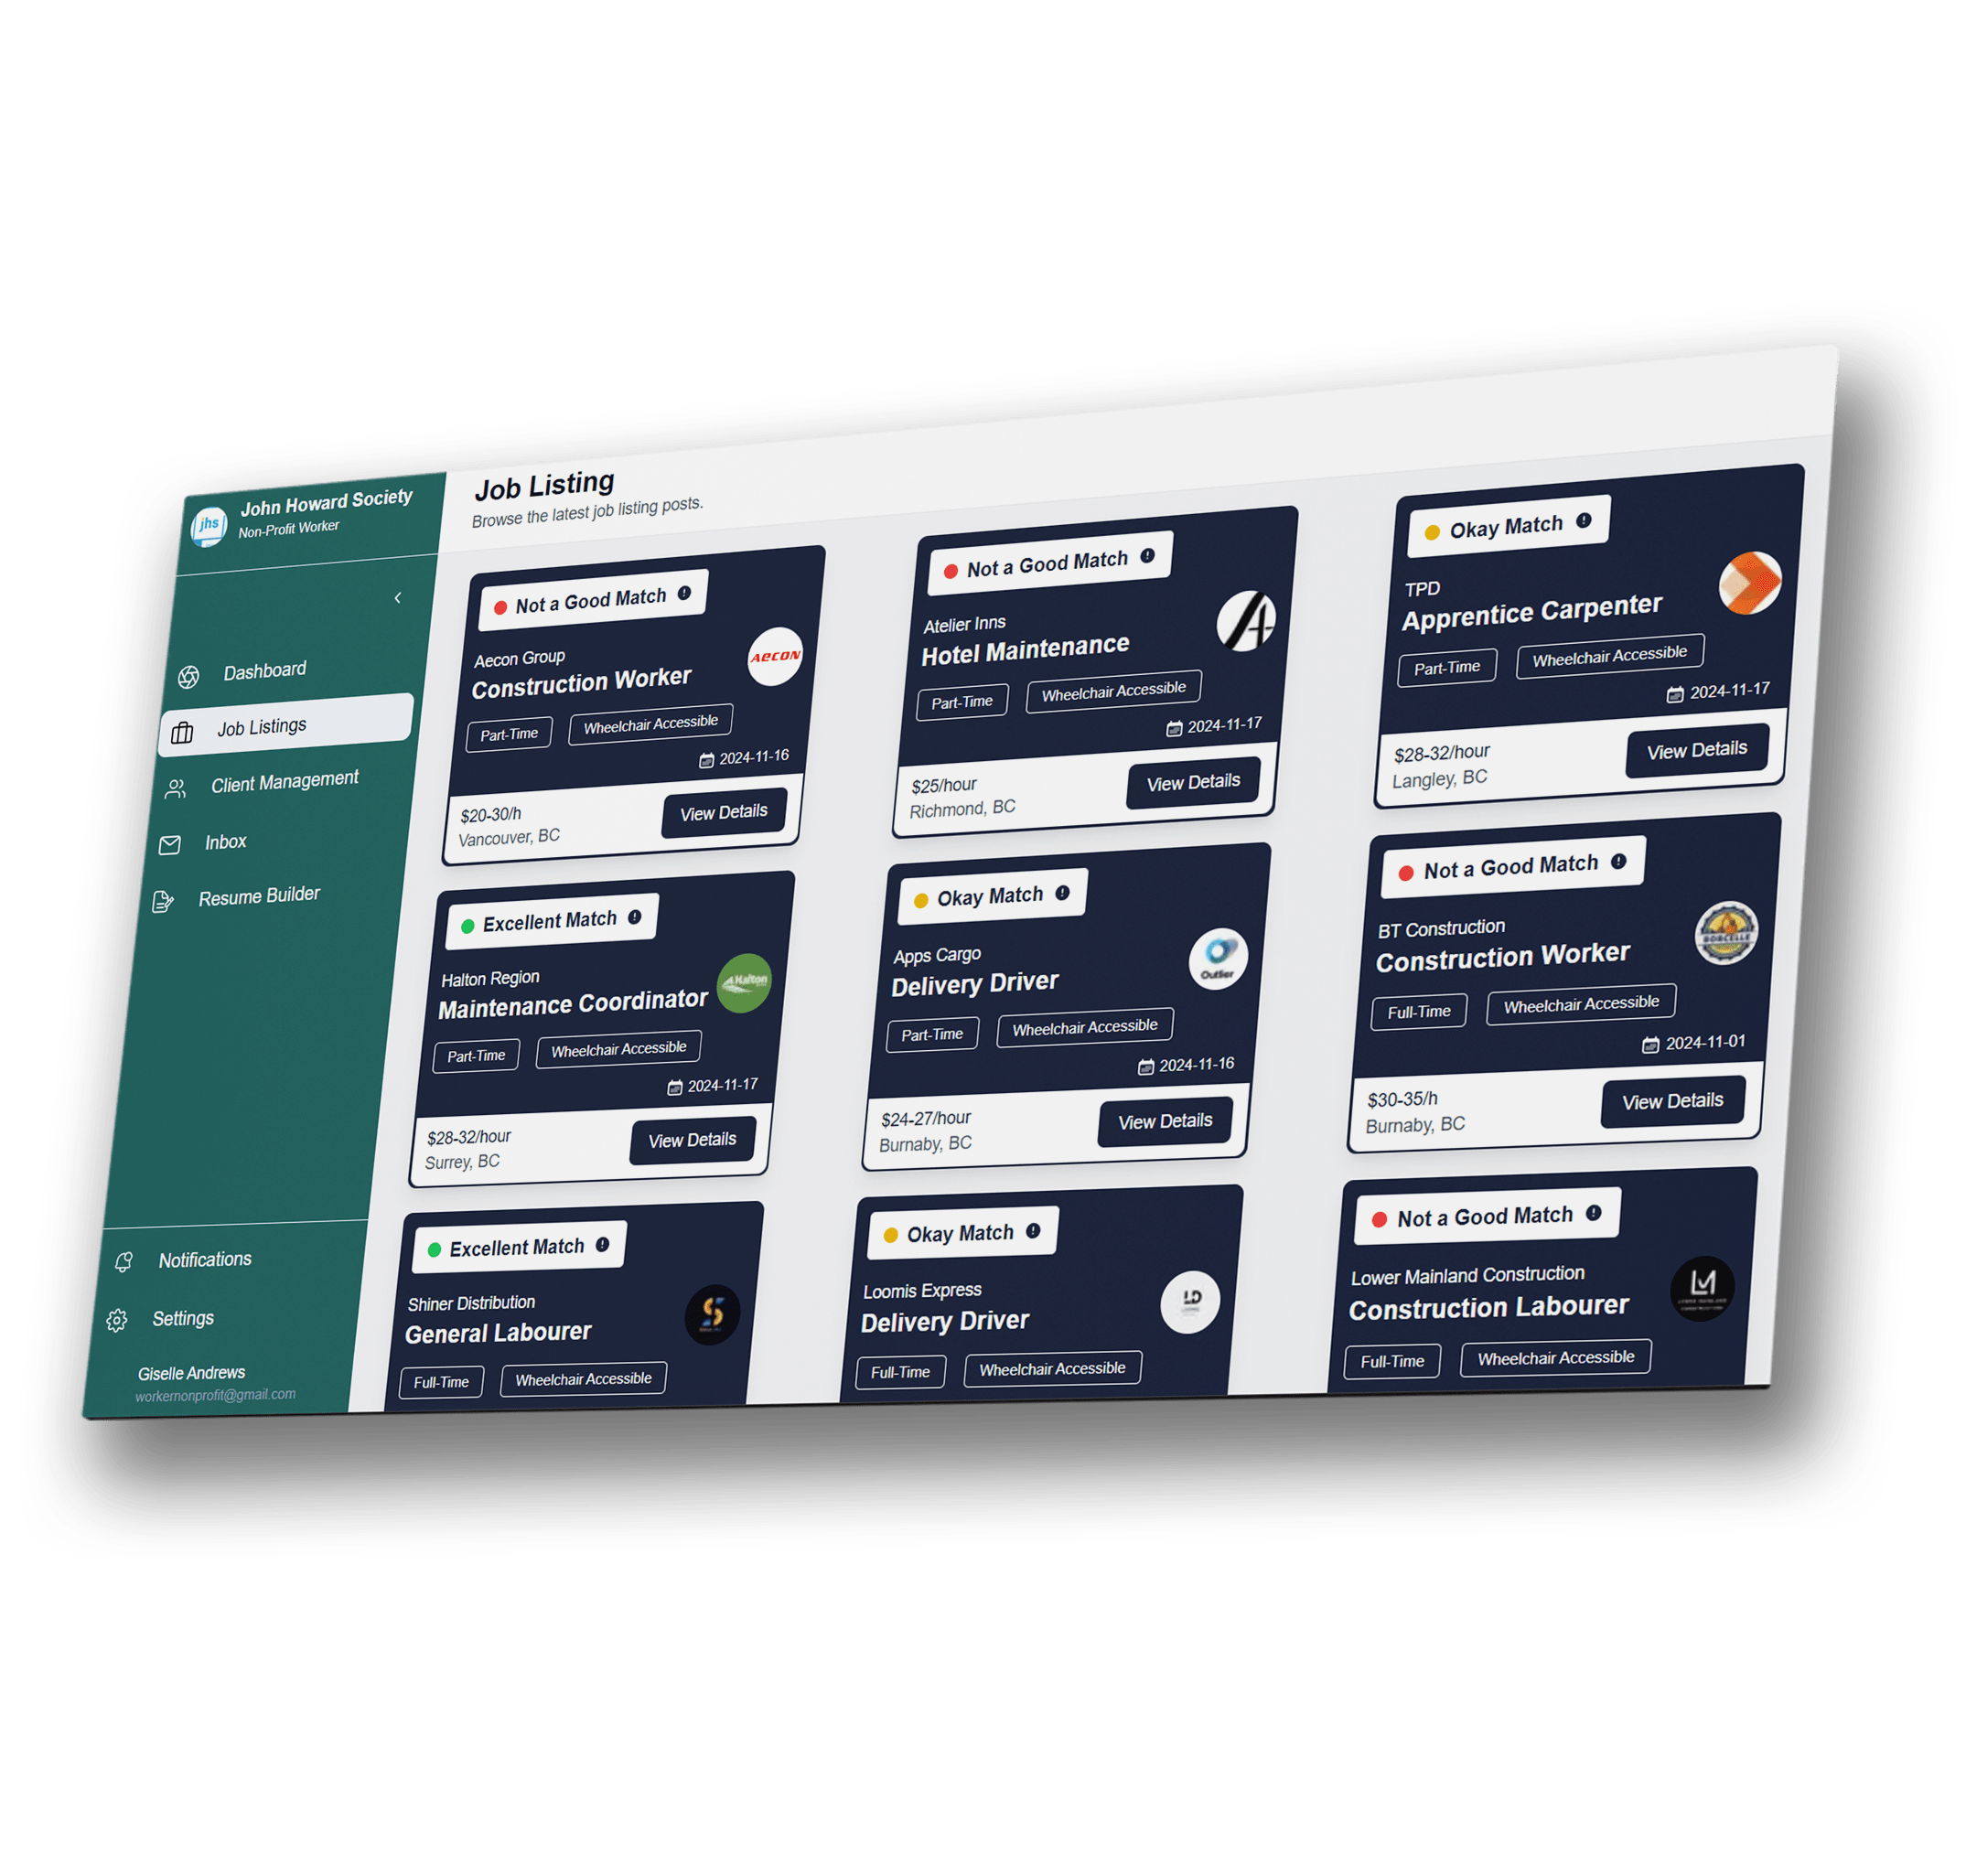 jhs
John Howard Society
Non-Profit Worker
Dashboard
Job Listings
Client Management
Inbox
Resume Builder
Notifications
Settings
Giselle Andrews
workernonprofit@gmail.com
Job Listing
Browse the latest job listing posts.
Not a Good Match
Aecon Group
Construction Worker
AECON
Part-Time Wheelchair Accessible
2024-11-16
$20-30/h
Vancouver, BC
View Details
Not a Good Match
Atelier Inns
Hotel Maintenance
A
Part-Time Wheelchair Accessible
2024-11-17
$25/hour
Richmond, BC
View Details
Okay Match
TPD
Apprentice Carpenter
Part-Time Wheelchair Accessible
2024-11-17
$28-32/hour
Langley, BC
View Details
Excellent Match
Halton Region
Maintenance Coordinator
Halton
Part-Time Wheelchair Accessible
2024-11-17
$28-32/hour
Surrey, BC
View Details
Okay Match
Apps Cargo
Delivery Driver
Outlier
Part-Time Wheelchair Accessible
2024-11-16
$24-27/hour
Burnaby, BC
View Details
Not a Good Match
BT Construction
Construction Worker
BORCELLE
Full-Time Wheelchair Accessible
2024-11-01
$30-35/h
Burnaby, BC
View Details
Excellent Match
Shiner Distribution
General Labourer
S
Full-Time Wheelchair Accessible
Okay Match
Loomis Express
Delivery Driver
LD
Full-Time Wheelchair Accessible
Not a Good Match
Lower Mainland Construction
Construction Labourer
LM
Full-Time Wheelchair Accessible